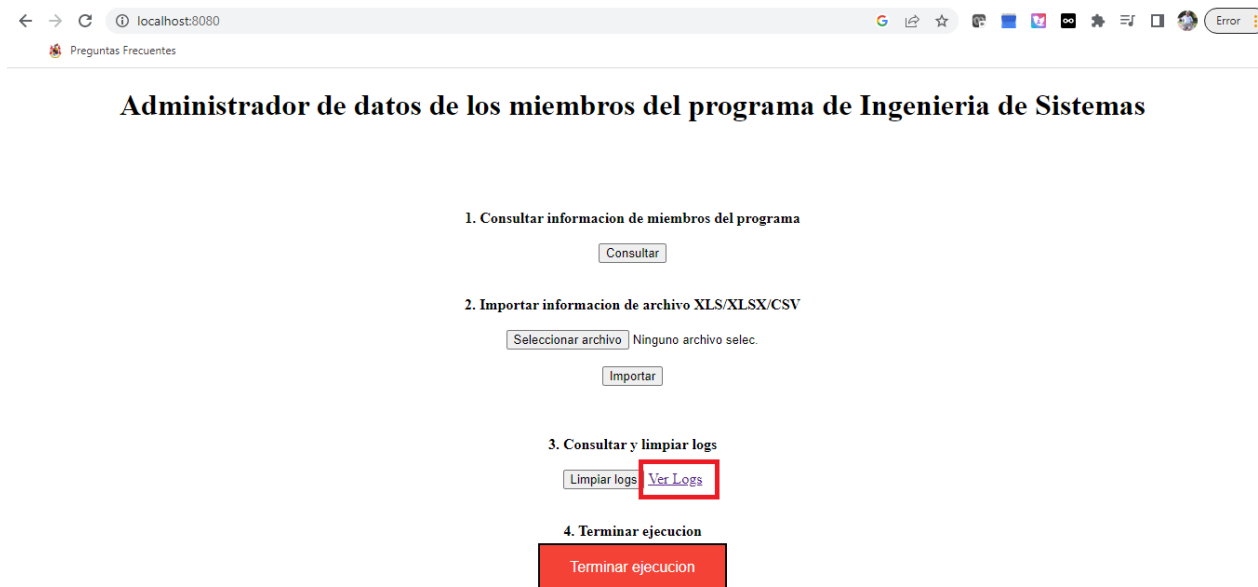 localhost:8080
Error
Preguntas Frecuentes
Administrador de datos de los miembros del programa de Ingenieria de Sistemas
1. Consultar informacion de miembros del programa
Consultar
2. Importar informacion de archivo XLS/XLSX/CSV
Seleccionar archivo Ninguno archivo selec.
Importar
3. Consultar y limpiar logs
Limpiar logs Ver Logs
4. Terminar ejecucion
Terminar ejecucion